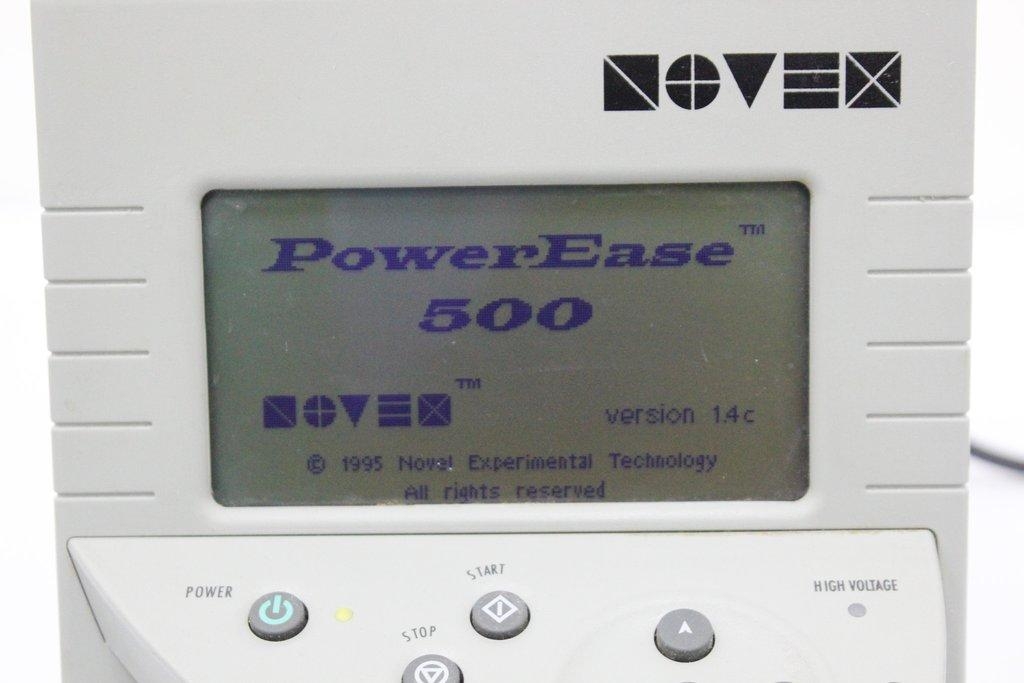 NOVEX
PowerEase™
500
NOVEX™
version 1.4c
© 1995 Novel Experimental Technology
All rights reserved
POWER
START
STOP
HIGH VOLTAGE